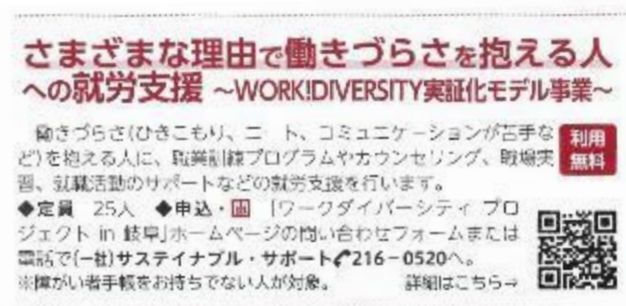 さまざまな理由で働きづらさを抱える人
への就労支援 ～WORK!DIVERSITY実証化モデル事業～
働きづらさ(ひきこもり、ニート、コミュニケーションが苦手な
ど)を抱える人に、職業訓練プログラムやカウンセリング、職場実
習、就職活動のサポートなどの就労支援を行います。
利用
無料
◆定員 25人 ◆申込・問 「ワークダイバーシティ プロ
ジェクト in 岐阜」ホームページの問い合わせフォームまたは
電話で(一社)サステイナブル・サポート216-0520へ。
※障がい者手帳をお持ちでない人が対象。 詳細はこちら→